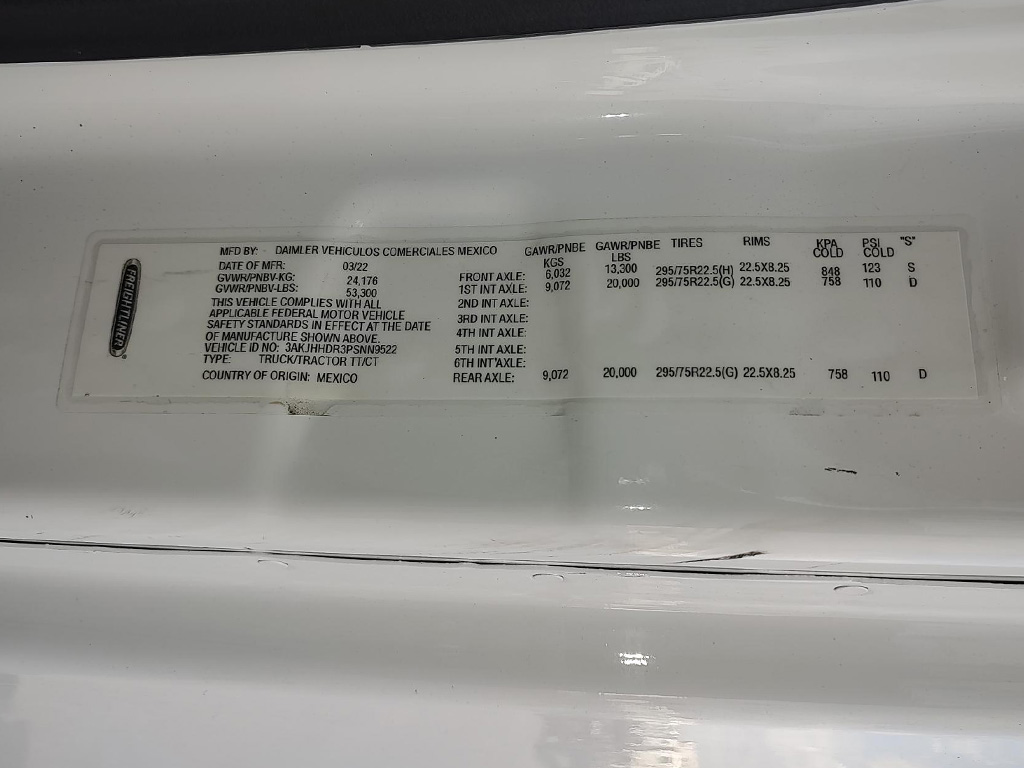 FREIGHTLINER
MFD BY: DAIMLER VEHICULOS COMERCIALES MEXICO
DATE OF MFR: 03/22
GVWR/PNBV-KG: 24,176
GVWR/PNBV-LBS: 53,300
THIS VEHICLE COMPLIES WITH ALL
APPLICABLE FEDERAL MOTOR VEHICLE
SAFETY STANDARDS IN EFFECT AT THE DATE
OF MANUFACTURE SHOWN ABOVE.
VEHICLE ID NO: 3AKJHHDR3PSNN9522
TYPE: TRUCK/TRACTOR TT/CT
COUNTRY OF ORIGIN: MEXICO
GAWR/PNBE GAWR/PNBE TIRES RIMS KPA PSI "S"
KGS LBS COLD COLD
FRONT AXLE: 6,032 13,300 295/75R22.5(H) 22.5X8.25 848 123 S
1ST INT AXLE: 9,072 20,000 295/75R22.5(G) 22.5X8.25 758 110 D
2ND INT AXLE:
3RD INT AXLE:
4TH INT AXLE:
5TH INT AXLE:
6TH INT AXLE:
REAR AXLE: 9,072 20,000 295/75R22.5(G) 22.5X8.25 758 110 D